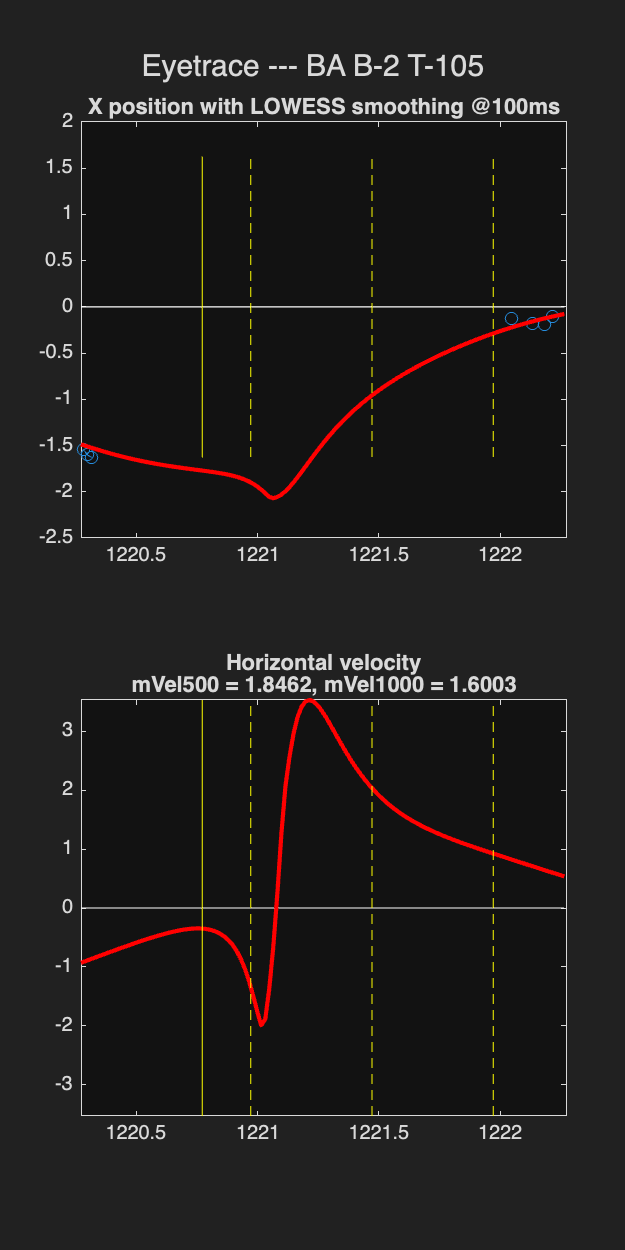 Eyetrace --- BA B-2 T-105
X position with LOWESS smoothing @100ms
2
1.5
1
0.5
0
-0.5
-1
-1.5
-2
-2.5
1220.5 1221 1221.5 1222
Horizontal velocity
mVel500 = 1.8462, mVel1000 = 1.6003
3
2
1
0
-1
-2
-3
1220.5 1221 1221.5 1222